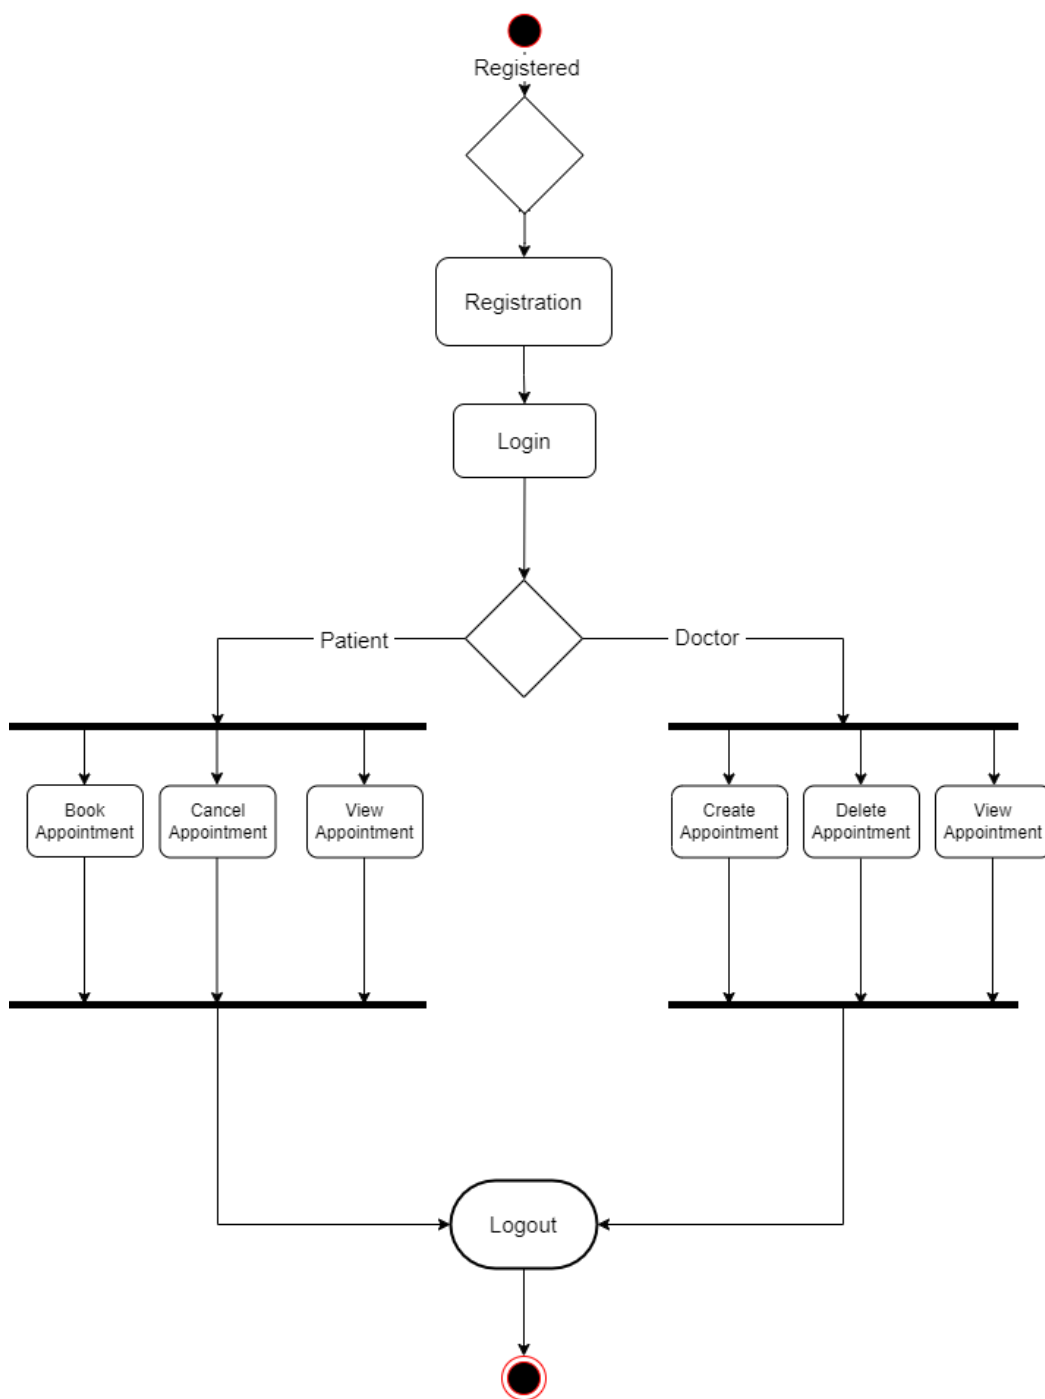 Registered
Registration
Login
Patient
Doctor
Book
Appointment
Cancel
Appointment
View
Appointment
Create
Appointment
Delete
Appointment
View
Appointment
Logout